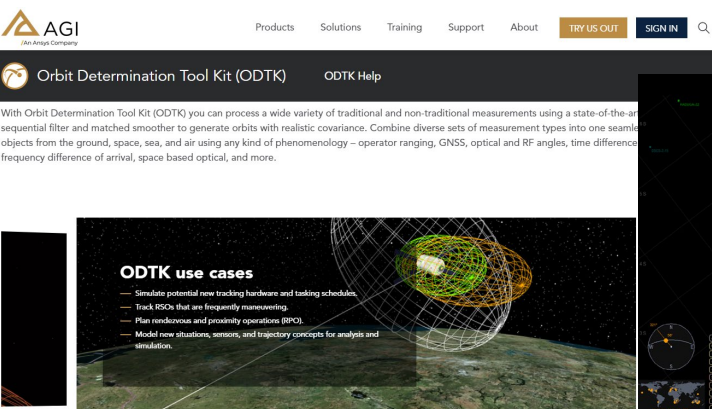 AGI
/An Ansys Company
Products Solutions Training Support About TRY US OUT SIGN IN
Orbit Determination Tool Kit (ODTK) ODTK Help
With Orbit Determination Tool Kit (ODTK) you can process a wide variety of traditional and non-traditional measurements using a state-of-the-ar
sequential filter and matched smoother to generate orbits with realistic covariance. Combine diverse sets of measurement types into one seamle
objects from the ground, space, sea, and air using any kind of phenomenology – operator ranging, GNSS, optical and RF angles, time difference
frequency difference of arrival, space based optical, and more.
ODTK use cases
— Simulate potential new tracking hardware and tasking schedules.
— Track RSOs that are frequently maneuvering.
— Plan rendezvous and proximity operations (RPO).
— Model new situations, sensors, and trajectory concepts for analysis and
simulation.